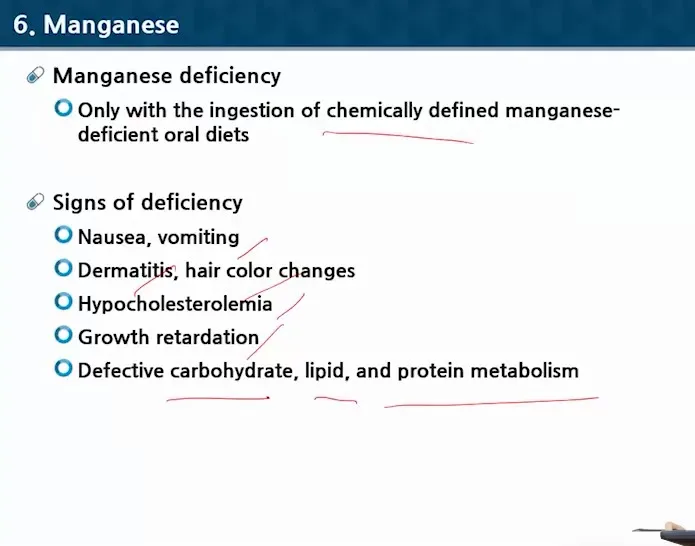 6. Manganese
Manganese deficiency
Only with the ingestion of chemically defined manganese-
deficient oral diets
Signs of deficiency
Nausea, vomiting
Dermatitis, hair color changes
Hypocholesterolemia
Growth retardation
Defective carbohydrate, lipid, and protein metabolism